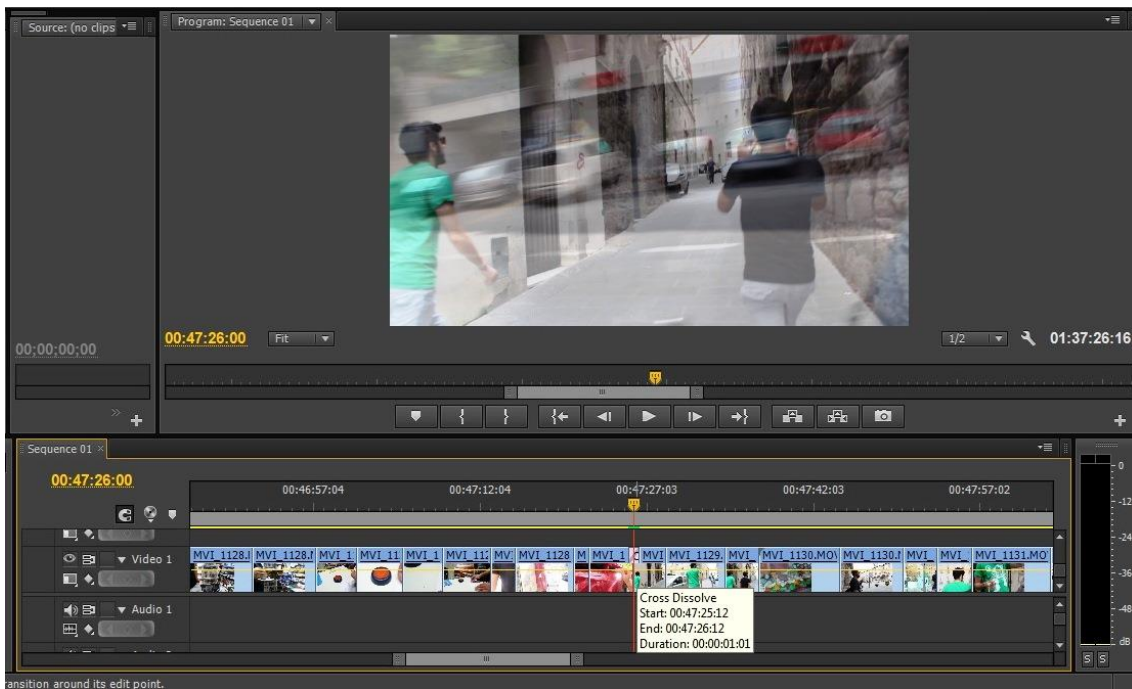 Source: (no clips
Program: Sequence 01
00;00;00;00
00:47:26:00
Fit
1/2
01:37:26:16
Sequence 01
00:47:26:00
00:46:57:04
00:47:12:04
00:47:27:03
00:47:42:03
00:47:57:02
Video 1
MVI_1128.
MVI_1128.
MVI_1
MVI_11
MVI_1
MVI_112
MV
MVI_1128
M
MVI_1
C
MVI
MVI_1129.
MVI_
MVI_1130.MO
MVI_1130.
MVI_
MVI_
MVI_1131.MO
Audio 1
Cross Dissolve
Start: 00:47:25:12
End: 00:47:26:12
Duration: 00:00:01:01
0
-12
-24
-36
-48
dB
S S
ransition around its edit point.